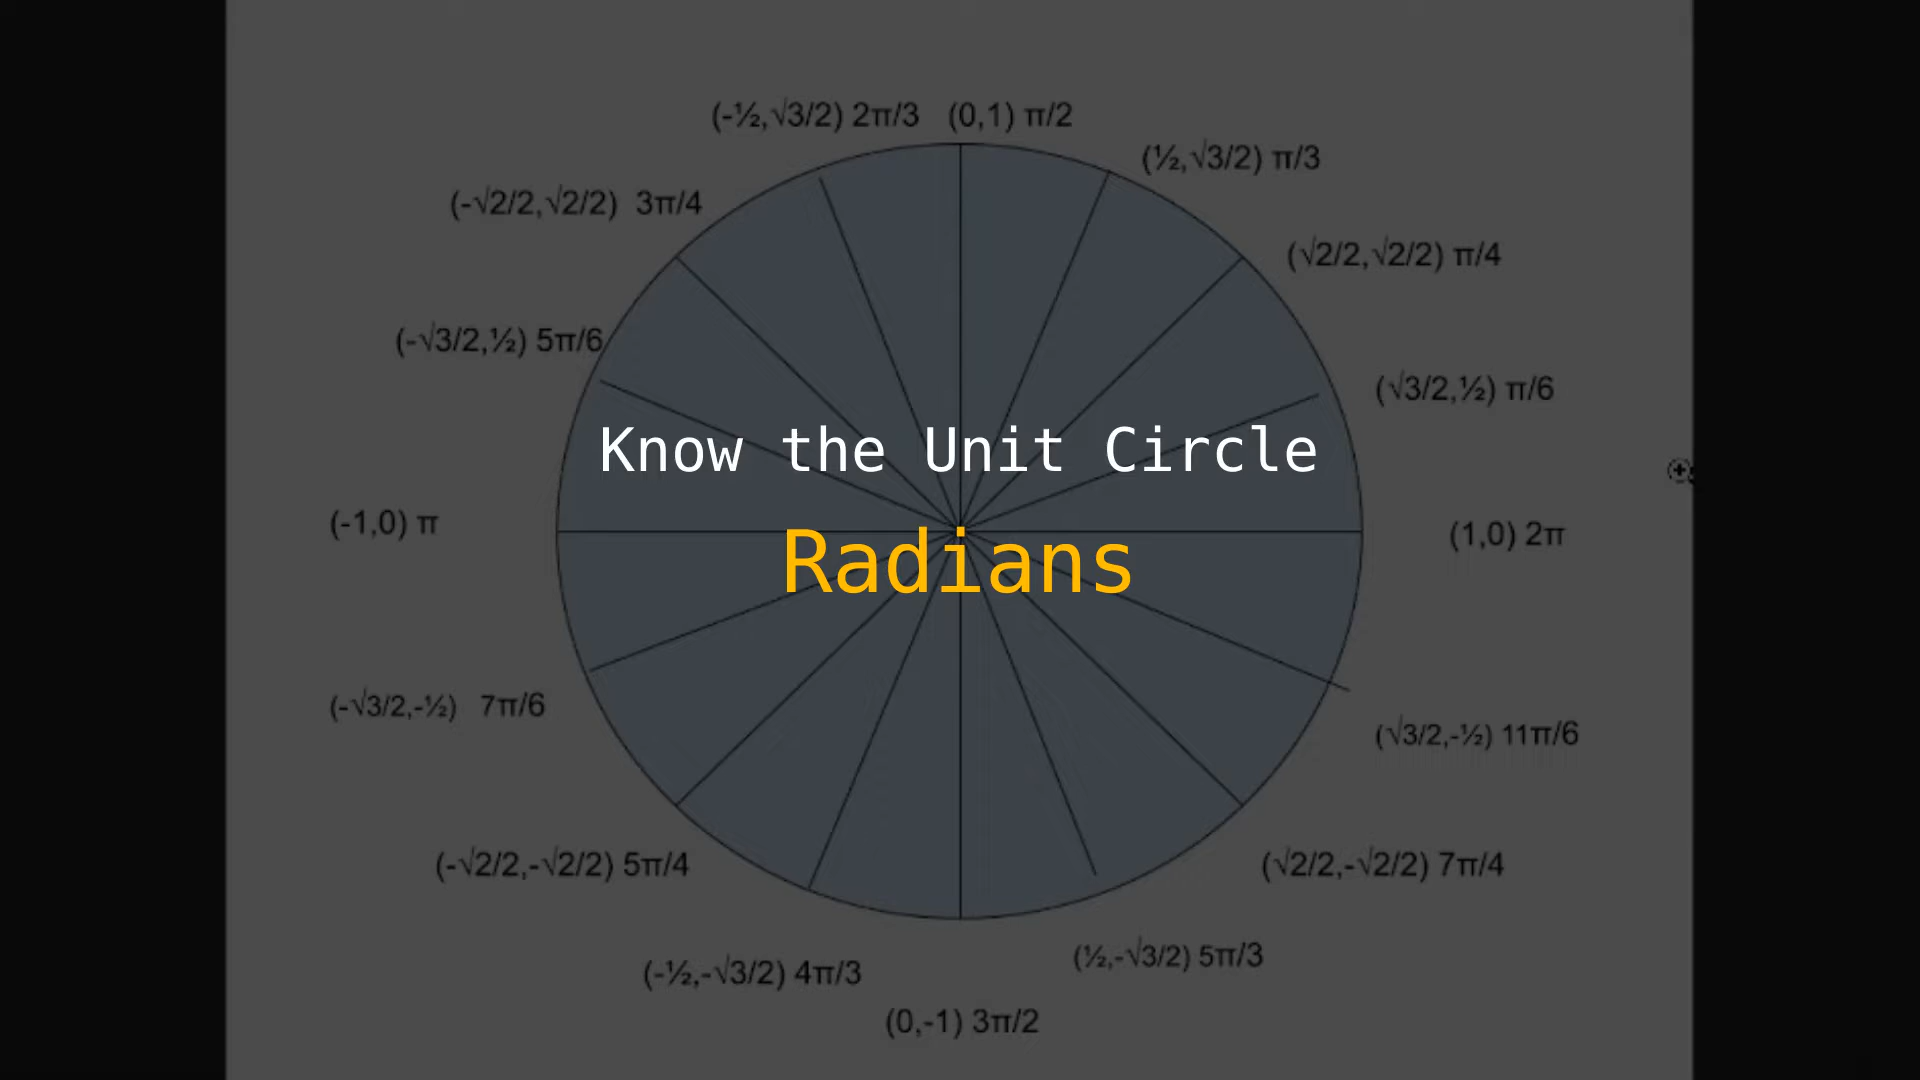 (-½,√3/2) 2π/3
(0,1) π/2
(½,√3/2) π/3
(-√2/2,√2/2) 3π/4
(√2/2,√2/2) π/4
(-√3/2,½) 5π/6
(√3/2,½) π/6
Know the Unit Circle
(-1,0) π
(1,0) 2π
Radians
(-√3/2,-½) 7π/6
(√3/2,-½) 11π/6
(-√2/2,-√2/2) 5π/4
(√2/2,-√2/2) 7π/4
(½,-√3/2) 5π/3
(-½,-√3/2) 4π/3
(0,-1) 3π/2